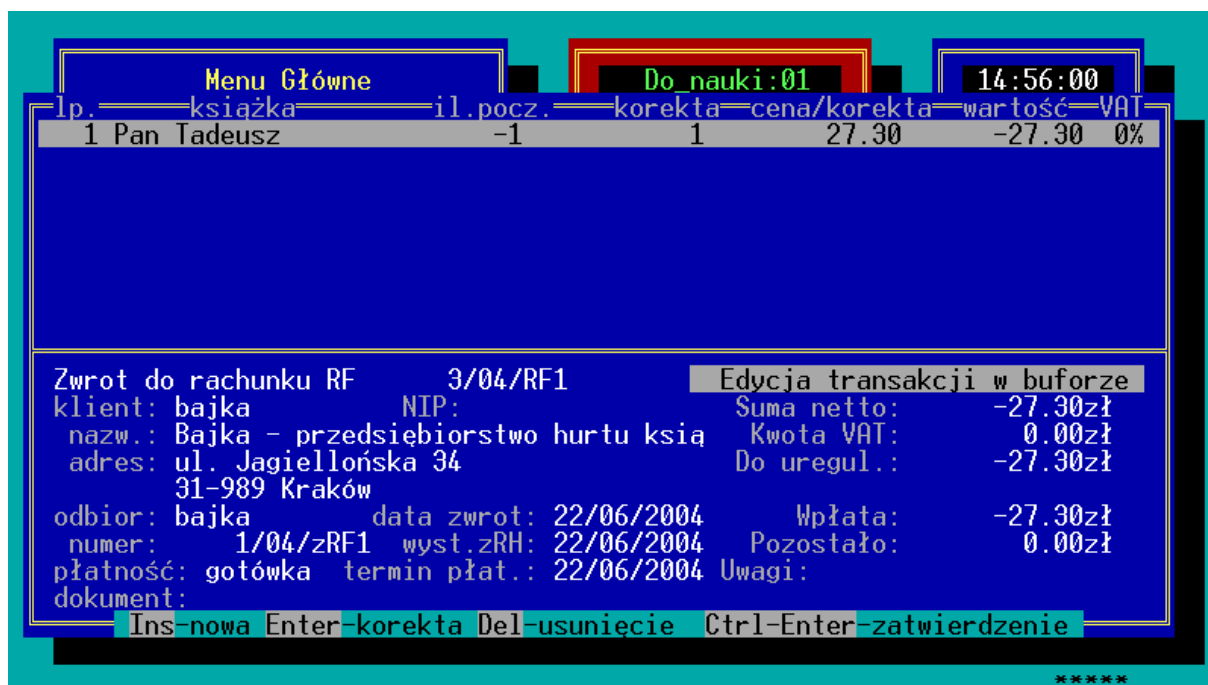 Menu Główne Do_nauki:01 14:56:00
lp. książka il.pocz. korekta cena/korekta wartość VAT
1 Pan Tadeusz -1 1 27.30 -27.30 0%
Zwrot do rachunku RF 3/04/RF1 Edycja transakcji w buforze
klient: bajka NIP: Suma netto: -27.30zł
nazw.: Bajka - przedsiębiorstwo hurtu ksią Kwota VAT: 0.00zł
adres: ul. Jagiellońska 34 Do uregul.: -27.30zł
31-989 Kraków
odbior: bajka data zwrot: 22/06/2004 Wpłata: -27.30zł
numer: 1/04/zRF1 wyst.zRH: 22/06/2004 Pozostało: 0.00zł
płatność: gotówka termin płat.: 22/06/2004 Uwagi:
dokument:
Ins-nowa Enter-korekta Del-usunięcie Ctrl-Enter-zatwierdzenie
*****